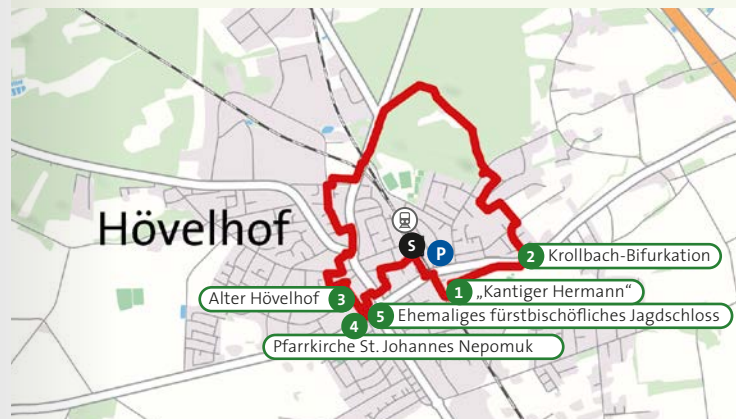 Hövelhof
S
P
2 Krollbach-Bifurkation
1 „Kantiger Hermann“
Alter Hövelhof 3
5 Ehemaliges fürstbischöfliches Jagdschloss
4
Pfarrkirche St. Johannes Nepomuk